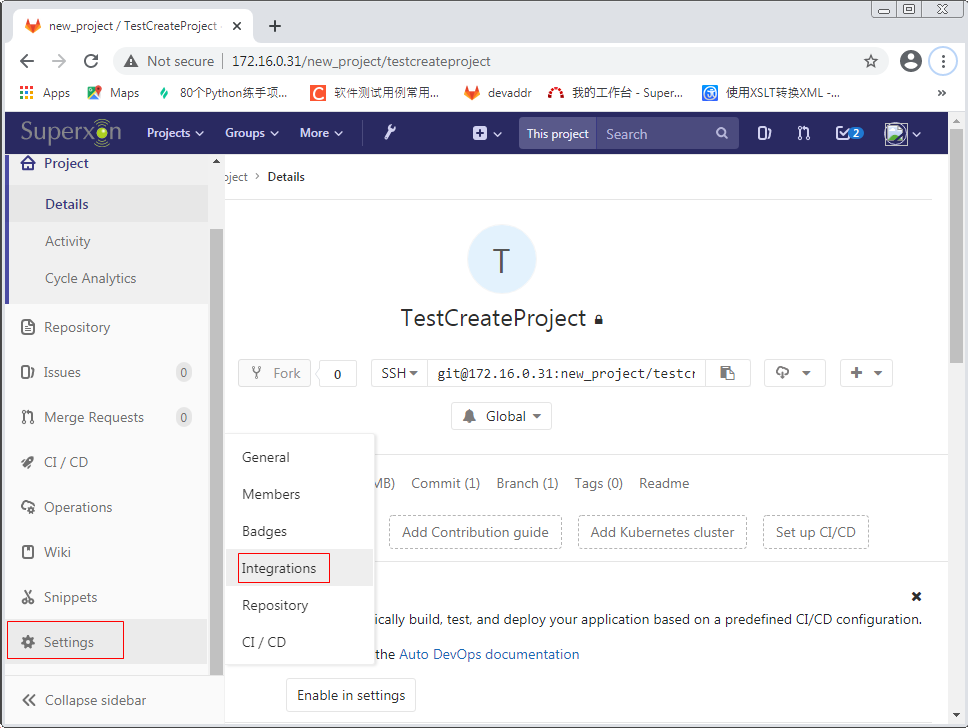 new_project / TestCreateProject
Not secure 172.16.0.31/new_project/testcreateproject
Apps Maps 80个Python练手项... 软件测试用例常用... devaddr 我的工作台 - Super... 使用XSLT转换XML -... »
Superxon Projects Groups More This project Search 2
Project
oject > Details
Details
Activity
Cycle Analytics
T
TestCreateProject
Repository
Issues 0
Fork 0 SSH git@172.16.0.31:new_project/testcr
Merge Requests 0
Global
CI / CD
General
MB) Commit (1) Branch (1) Tags (0) Readme
Members
Operations
Badges
Add Contribution guide Add Kubernetes cluster Set up CI/CD
Wiki
Integrations
Snippets
Repository
ically build, test, and deploy your application based on a predefined CI/CD configuration.
Settings
CI / CD
the Auto DevOps documentation
Collapse sidebar
Enable in settings